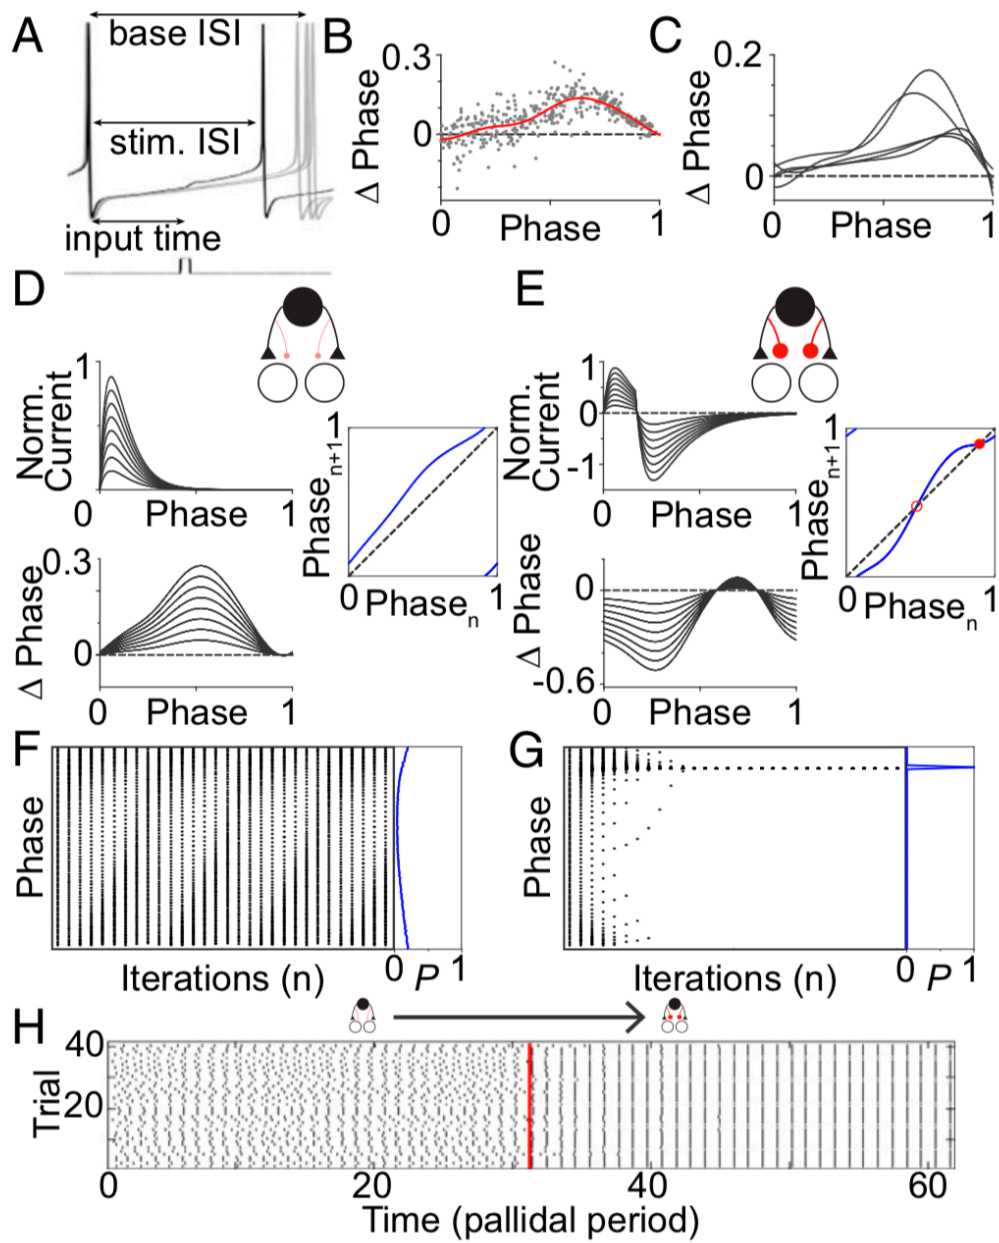 A
base ISI
stim. ISI
input time
B
0.3
0
Δ Phase
0
1
Phase
C
0.2
0
Δ Phase
0
1
Phase
D
1
Norm.
Current
0
Phase
1
0.3
0
Δ Phase
0
Phase
1
1
Phase n+1
0
1
Phase n
E
1
0
-1
Norm.
Current
0
Phase
1
0
-0.6
Δ Phase
0
Phase
1
1
Phase n+1
0
1
Phase n
F
Phase
Iterations (n)
0 P 1
G
Phase
Iterations (n)
0 P 1
H
40
20
Trial
0 20 40 60
Time (pallidal period)